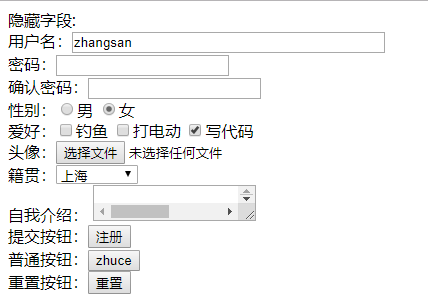 隐藏字段:
用户名: zhangsan
密码:
确认密码:
性别: 男 女
爱好: 钓鱼 打电动 写代码
头像: 选择文件 未选择任何文件
籍贯: 上海
自我介绍:
提交按钮: 注册
普通按钮: zhuce
重置按钮: 重置